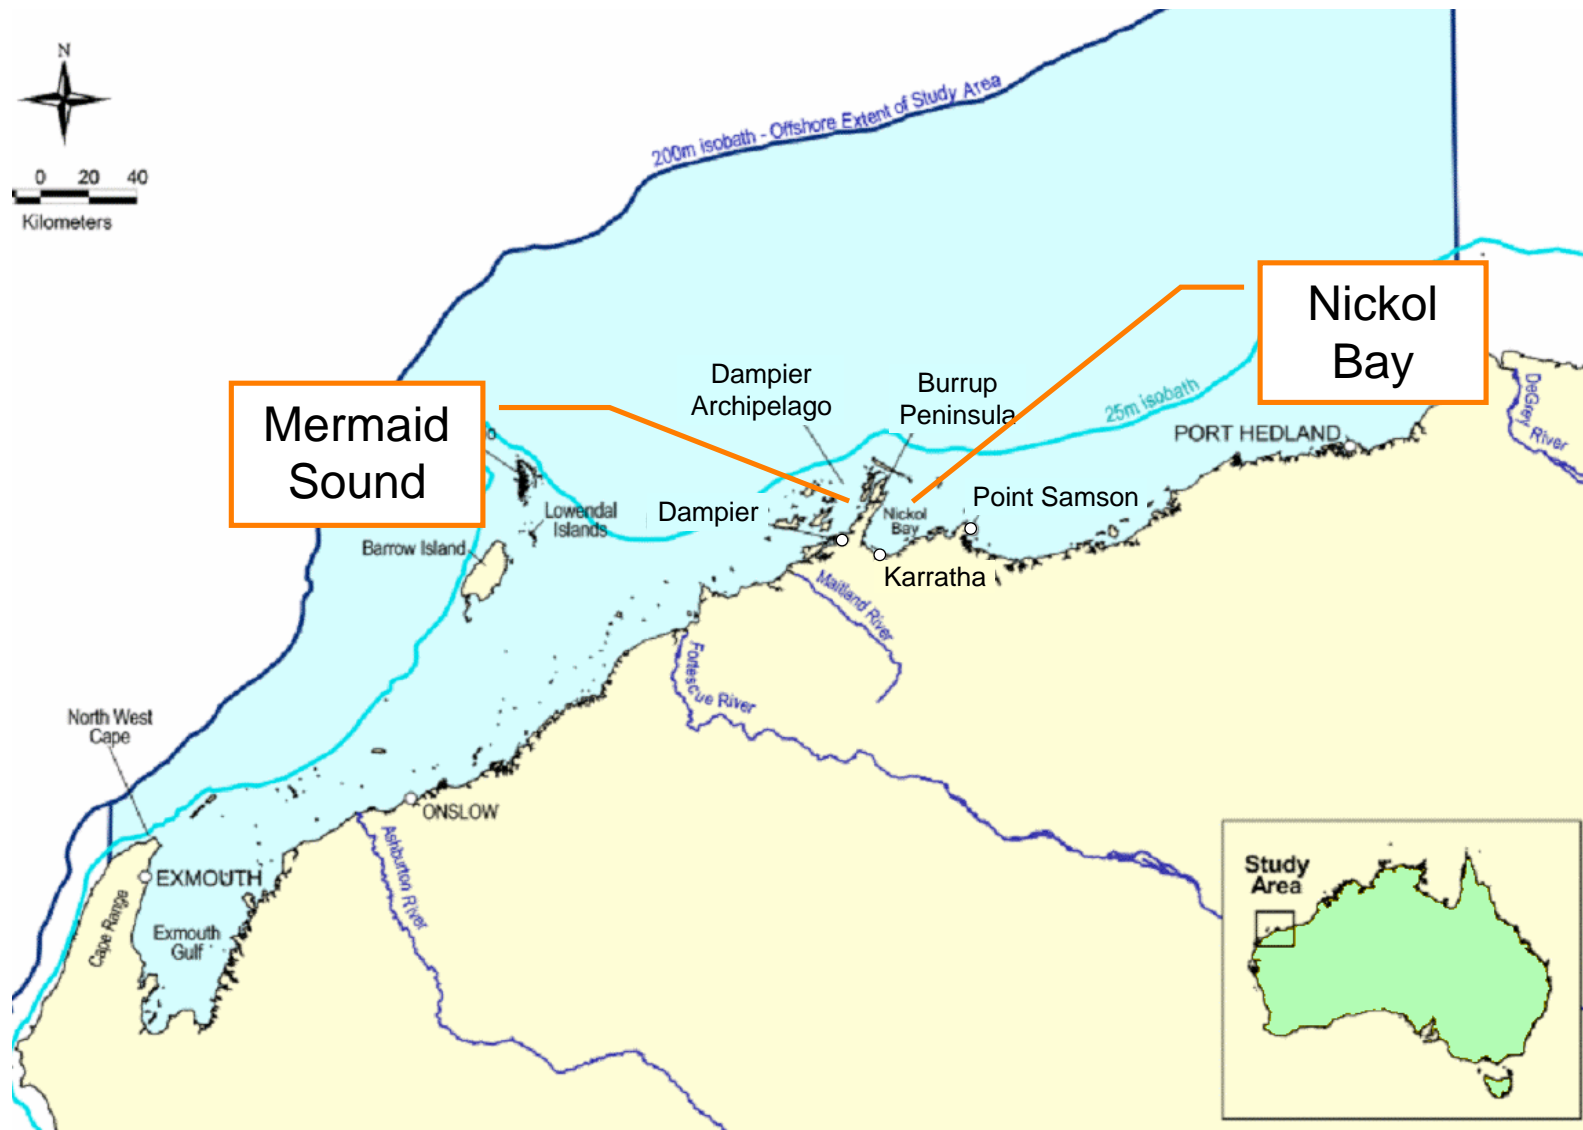 N
0 20 40
Kilometers
200m isobath - Offshore Extent of Study Area
Nickol
Bay
Mermaid
Sound
Dampier
Archipelago
Burrup
Peninsula
25m isobath
PORT HEDLAND
DeGrey
River
Lowendal
Islands
Barrow Island
Dampier
Nickol
Bay
Point Samson
Karratha
Maitland River
Fortescue River
North West
Cape
ONSLOW
Ashburton River
EXMOUTH
Cape Range
Exmouth
Gulf
Study
Area